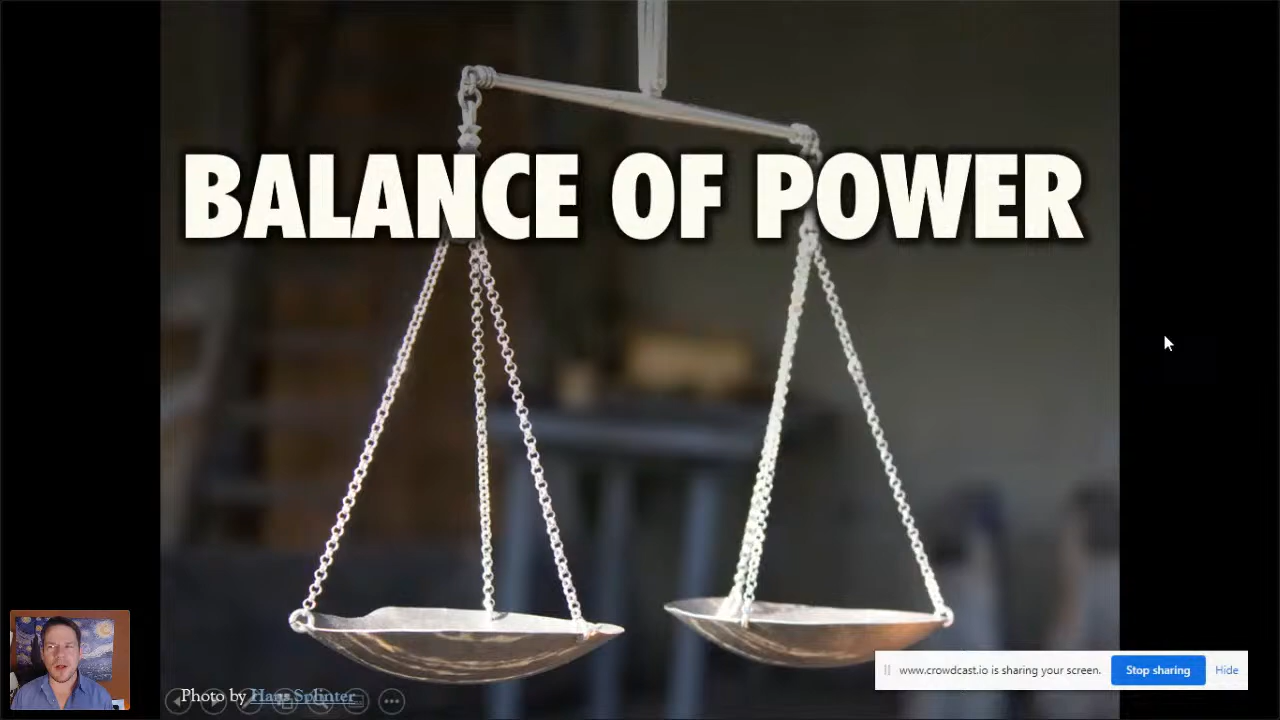 BALANCE OF POWER
www.crowdcast.io is sharing your screen. Stop sharing Hide
Photo by Hans Splinter